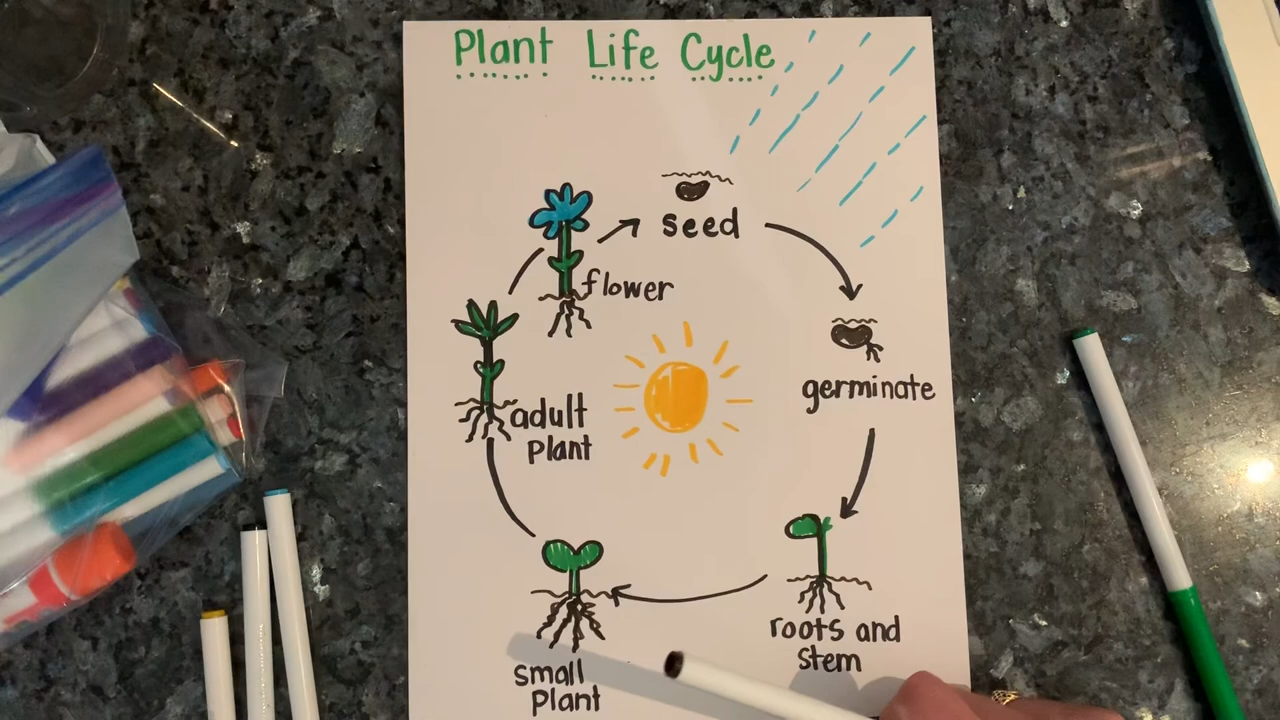 Plant Life Cycle
seed
flower
germinate
adult
plant
roots and
stem
small
Plant